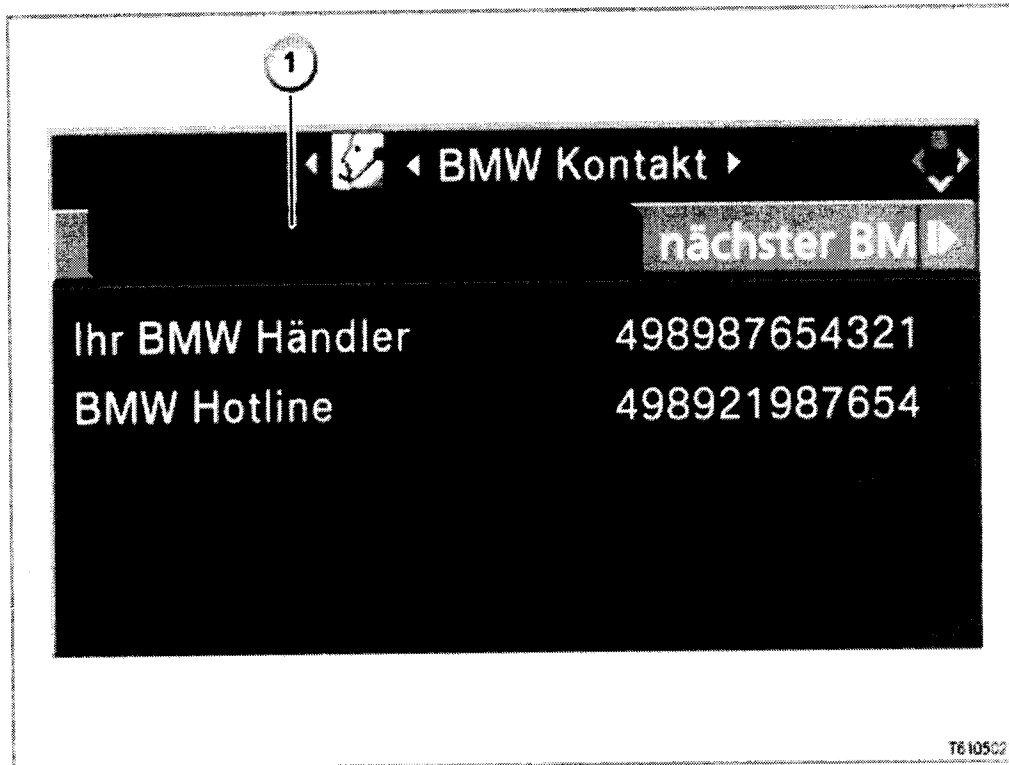 1
BMW Kontakt
nächster BM
Ihr BMW Händler 498987654321
BMW Hotline 498921987654
T610502